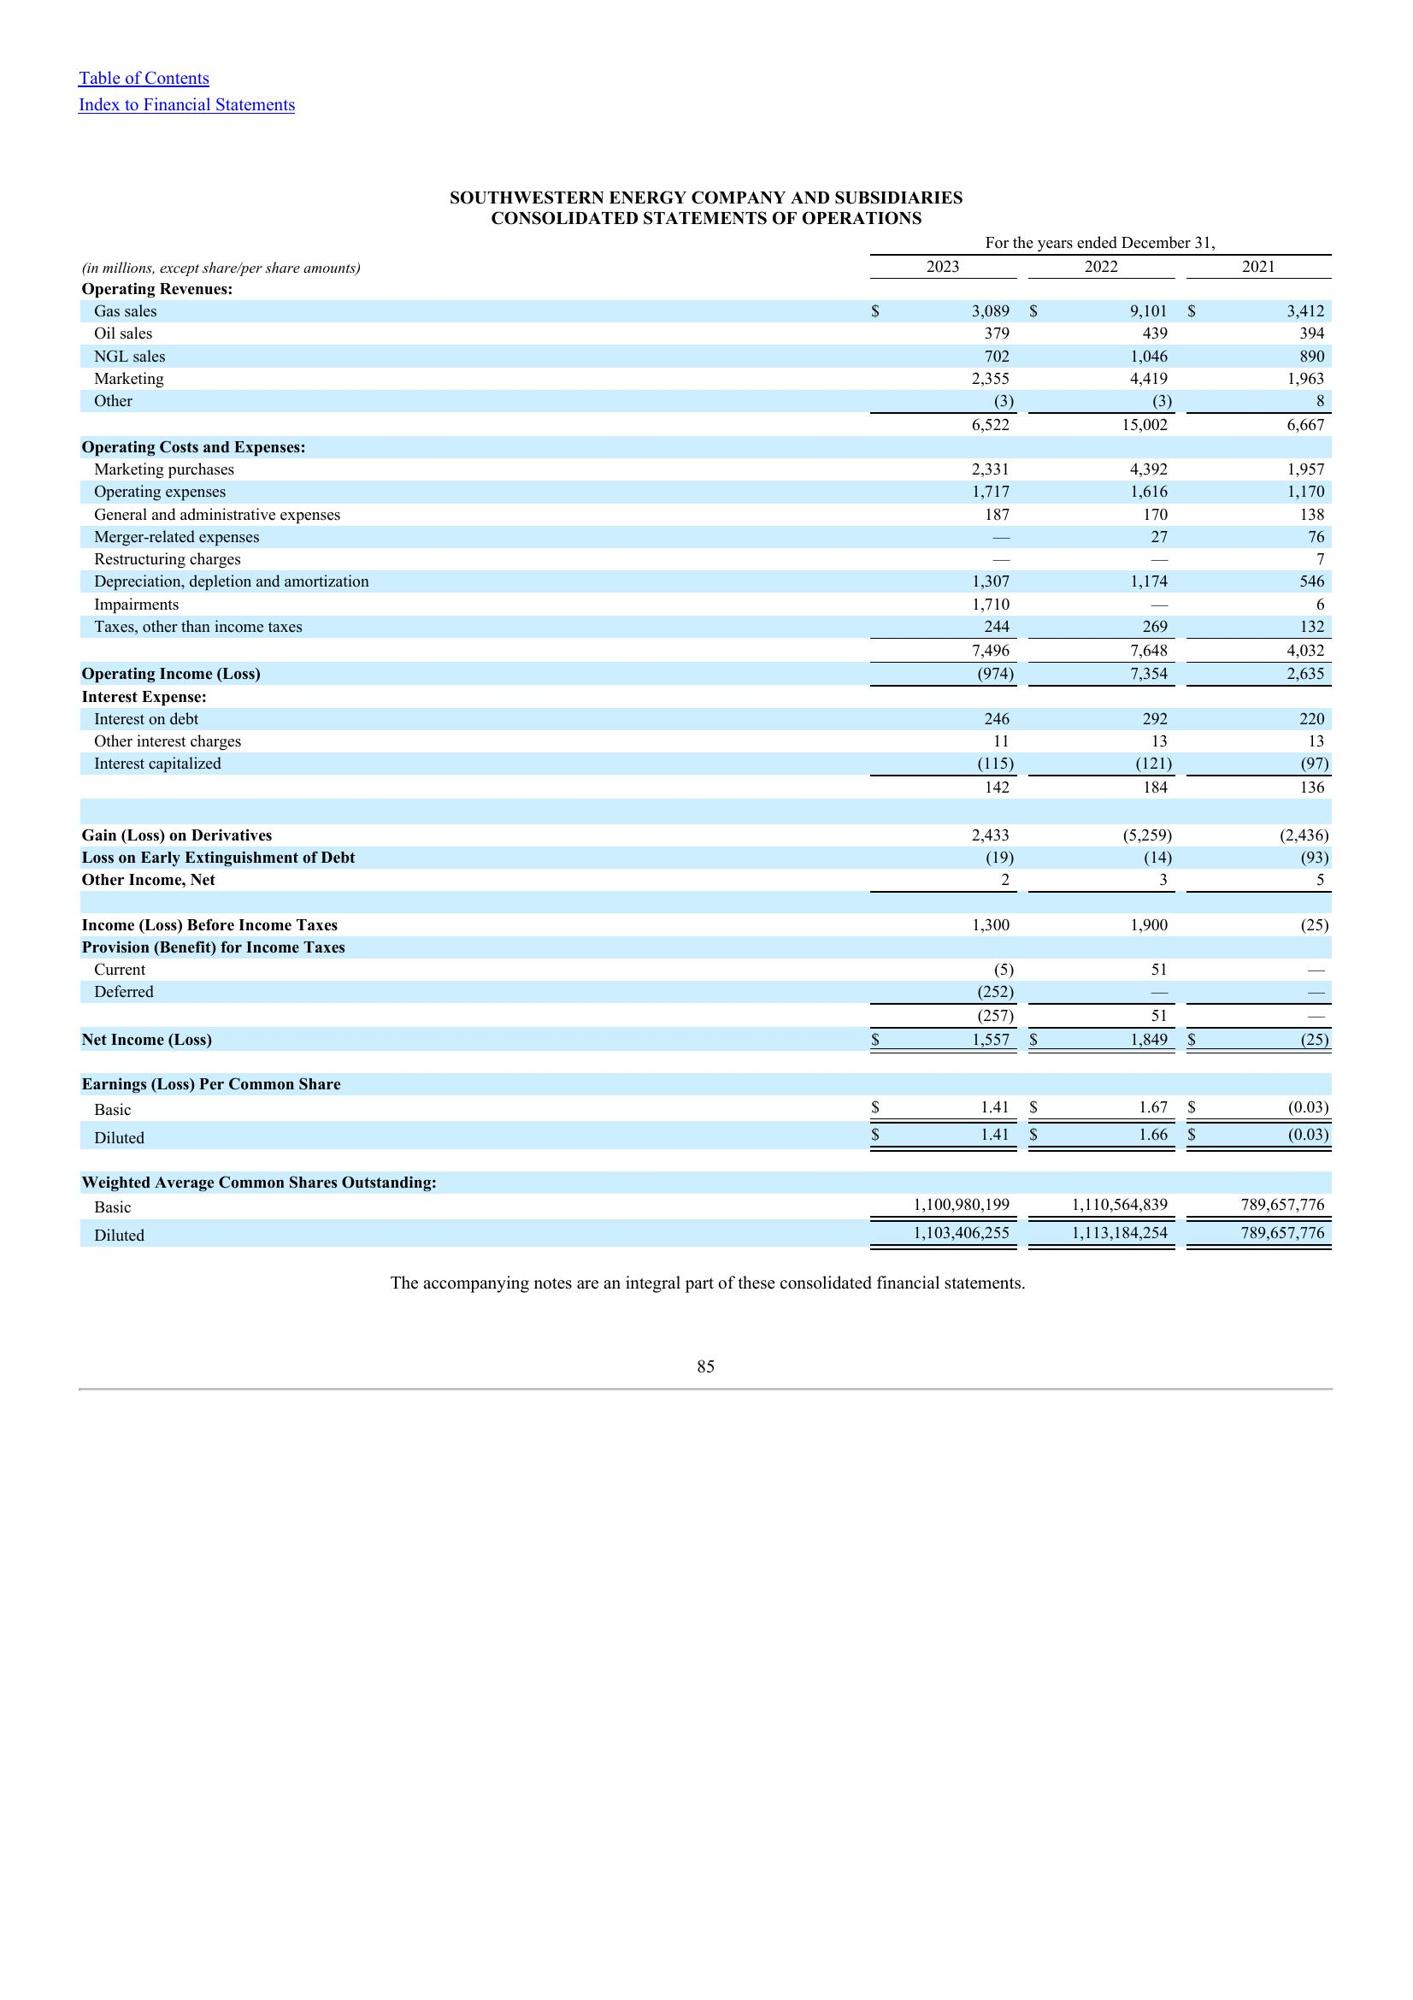 Table of Contents
Index to Financial Statements
SOUTHWESTERN ENERGY COMPANY AND SUBSIDIARIES
CONSOLIDATED STATEMENTS OF OPERATIONS
For the years ended December 31,
(in millions, except share/per share amounts) 2023 2022 2021
Operating Revenues:
Gas sales $ 3,089 $ 9,101 $ 3,412
Oil sales 379 439 394
NGL sales 702 1,046 890
Marketing 2,355 4,419 1,963
Other (3) (3) 8
6,522 15,002 6,667
Operating Costs and Expenses:
Marketing purchases 2,331 4,392 1,957
Operating expenses 1,717 1,616 1,170
General and administrative expenses 187 170 138
Merger-related expenses — 27 76
Restructuring charges — — 7
Depreciation, depletion and amortization 1,307 1,174 546
Impairments 1,710 — 6
Taxes, other than income taxes 244 269 132
7,496 7,648 4,032
Operating Income (Loss) (974) 7,354 2,635
Interest Expense:
Interest on debt 246 292 220
Other interest charges 11 13 13
Interest capitalized (115) (121) (97)
142 184 136
Gain (Loss) on Derivatives 2,433 (5,259) (2,436)
Loss on Early Extinguishment of Debt (19) (14) (93)
Other Income, Net 2 3 5
Income (Loss) Before Income Taxes 1,300 1,900 (25)
Provision (Benefit) for Income Taxes
Current (5) 51 —
Deferred (252) — —
(257) 51 —
Net Income (Loss) $ 1,557 $ 1,849 $ (25)
Earnings (Loss) Per Common Share
Basic $ 1.41 $ 1.67 $ (0.03)
Diluted $ 1.41 $ 1.66 $ (0.03)
Weighted Average Common Shares Outstanding:
Basic 1,100,980,199 1,110,564,839 789,657,776
Diluted 1,103,406,255 1,113,184,254 789,657,776
The accompanying notes are an integral part of these consolidated financial statements.
85